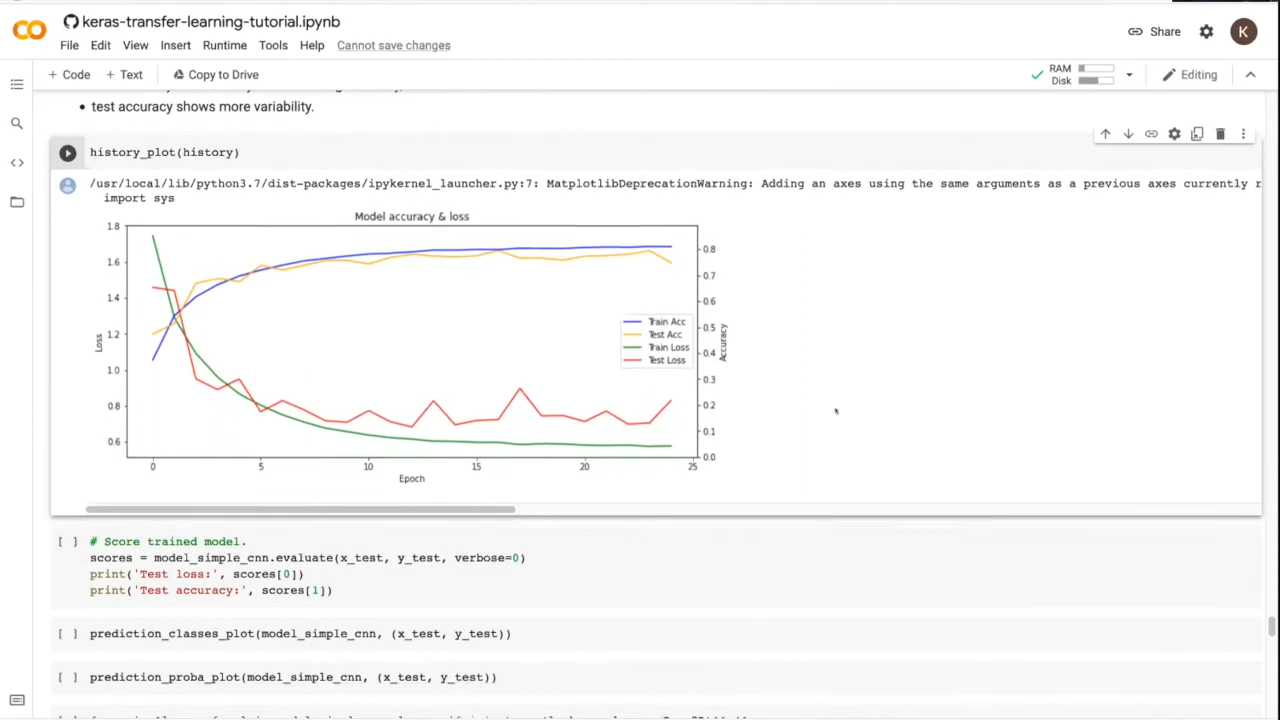 keras-transfer-learning-tutorial.ipynb
Share
K
File Edit View Insert Runtime Tools Help Cannot save changes
+ Code + Text Copy to Drive
RAM
Disk
Editing
• test accuracy shows more variability.
history_plot(history)
/usr/local/lib/python3.7/dist-packages/ipykernel_launcher.py:7: MatplotlibDeprecationWarning: Adding an axes using the same arguments as a previous axes currently r
import sys
Model accuracy & loss
1.8
1.6
1.4
1.2
1.0
0.8
0.6
Loss
0.8
0.7
0.6
0.5
0.4
0.3
0.2
0.1
0.0
Accuracy
Train Acc
Test Acc
Train Loss
Test Loss
0 5 10 15 20 25
Epoch
[ ] # Score trained model.
scores = model_simple_cnn.evaluate(x_test, y_test, verbose=0)
print('Test loss:', scores[0])
print('Test accuracy:', scores[1])
[ ] prediction_classes_plot(model_simple_cnn, (x_test, y_test))
[ ] prediction_proba_plot(model_simple_cnn, (x_test, y_test))